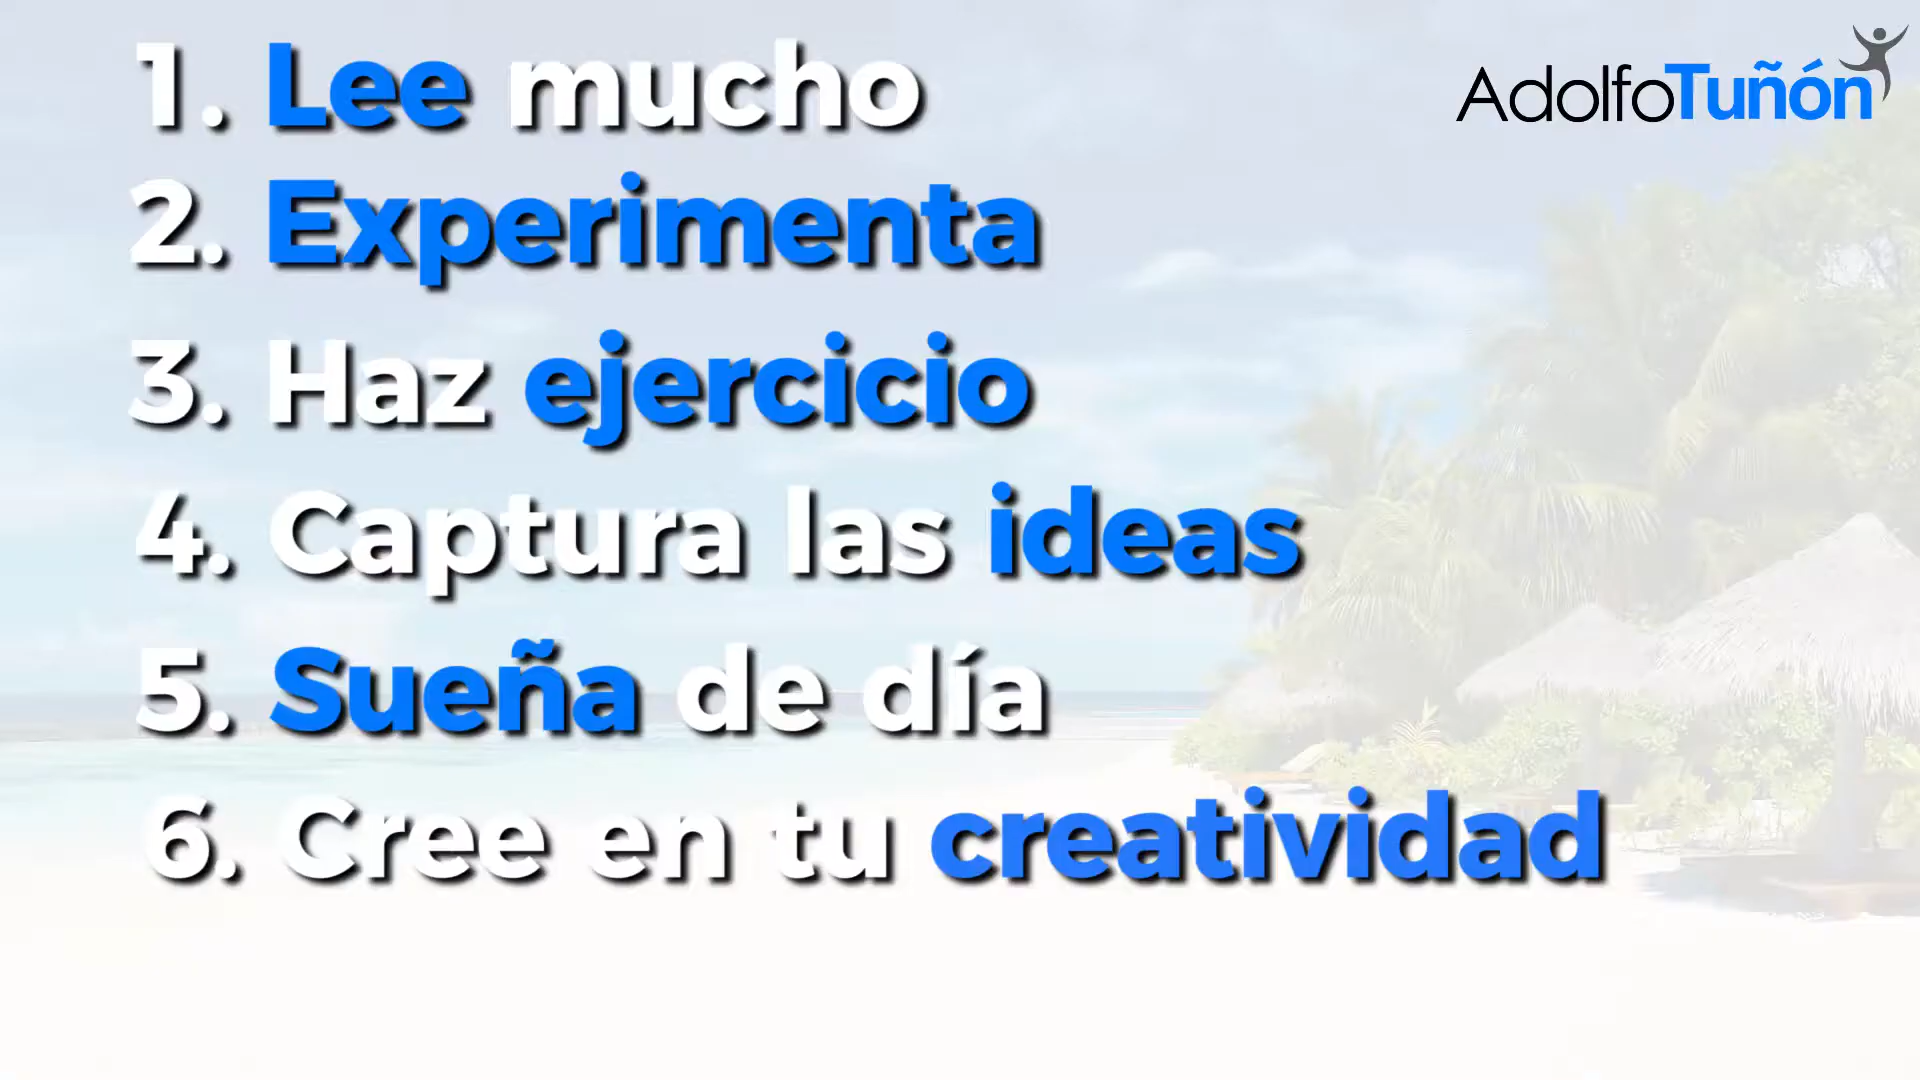 1. Lee mucho
AdolfoTuñón
2. Experimenta
3. Haz ejercicio
4. Captura las ideas
5. Sueña de día
6. Cree en tu creatividad